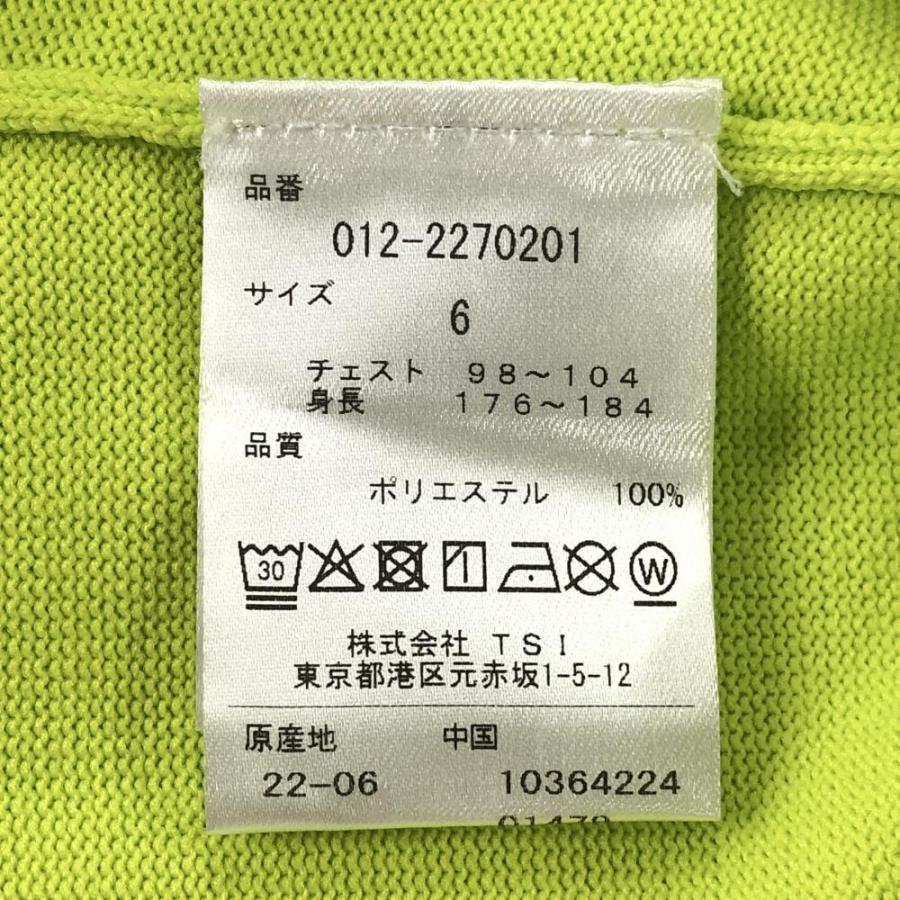 品番
012-2270201
サイズ
6
チェスト 98～104
身長 176～184
品質
ポリエステル 100%
30 W
株式会社 TSI
東京都港区元赤坂1-5-12
原産地 中国
22-06 10364224